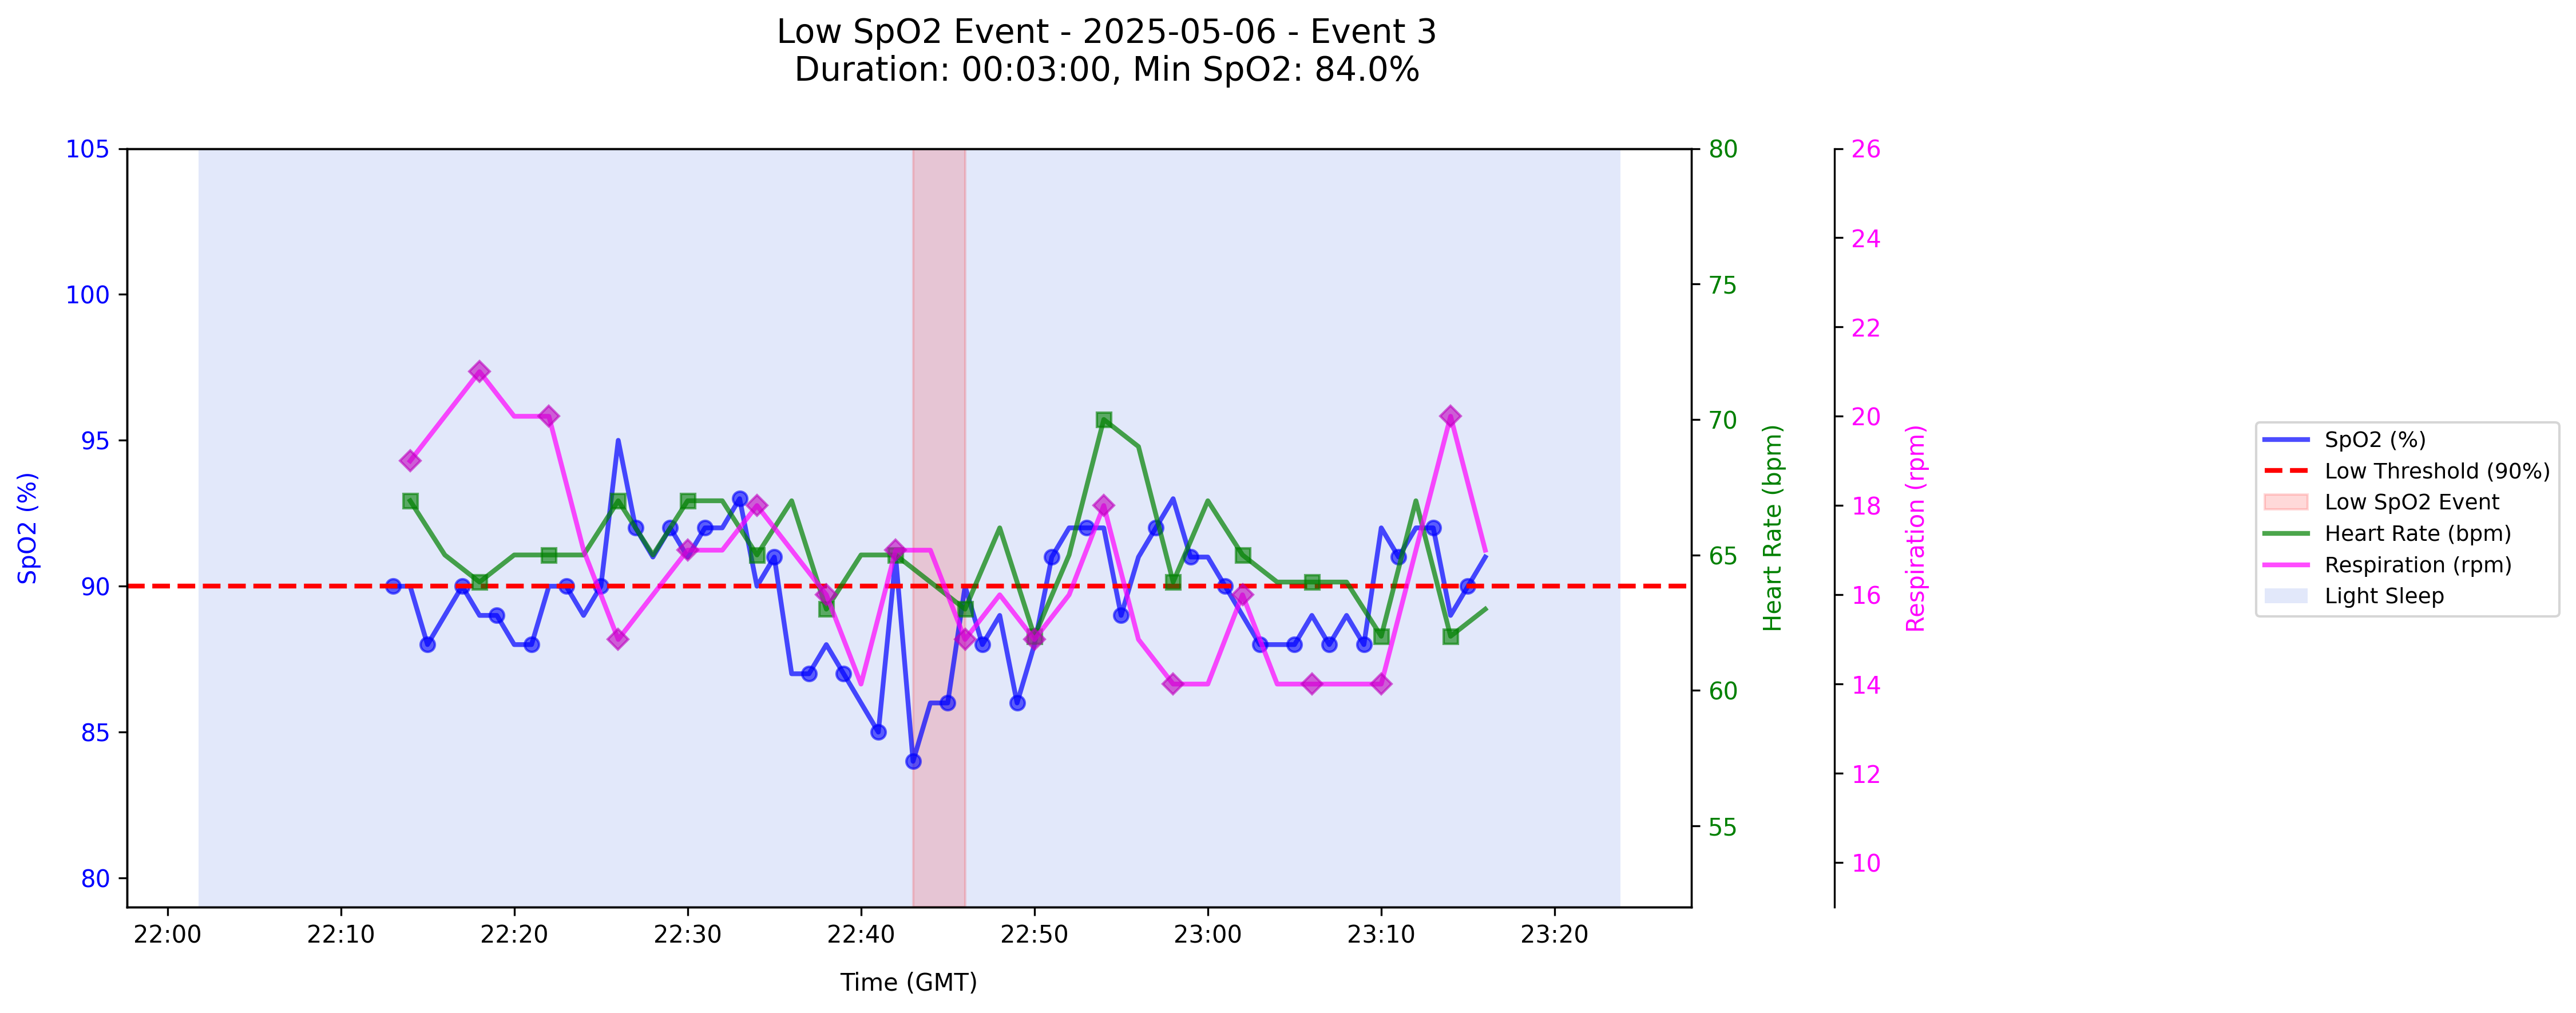 Low SpO2 Event - 2025-05-06 - Event 3
Duration: 00:03:00, Min SpO2: 84.0%
105
100
95
90
85
80
SpO2 (%)
80
75
70
65
60
55
Heart Rate (bpm)
26
24
22
20
18
16
14
12
10
Respiration (rpm)
SpO2 (%)
Low Threshold (90%)
Low SpO2 Event
Heart Rate (bpm)
Respiration (rpm)
Light Sleep
22:00
22:10
22:20
22:30
22:40
22:50
23:00
23:10
23:20
Time (GMT)